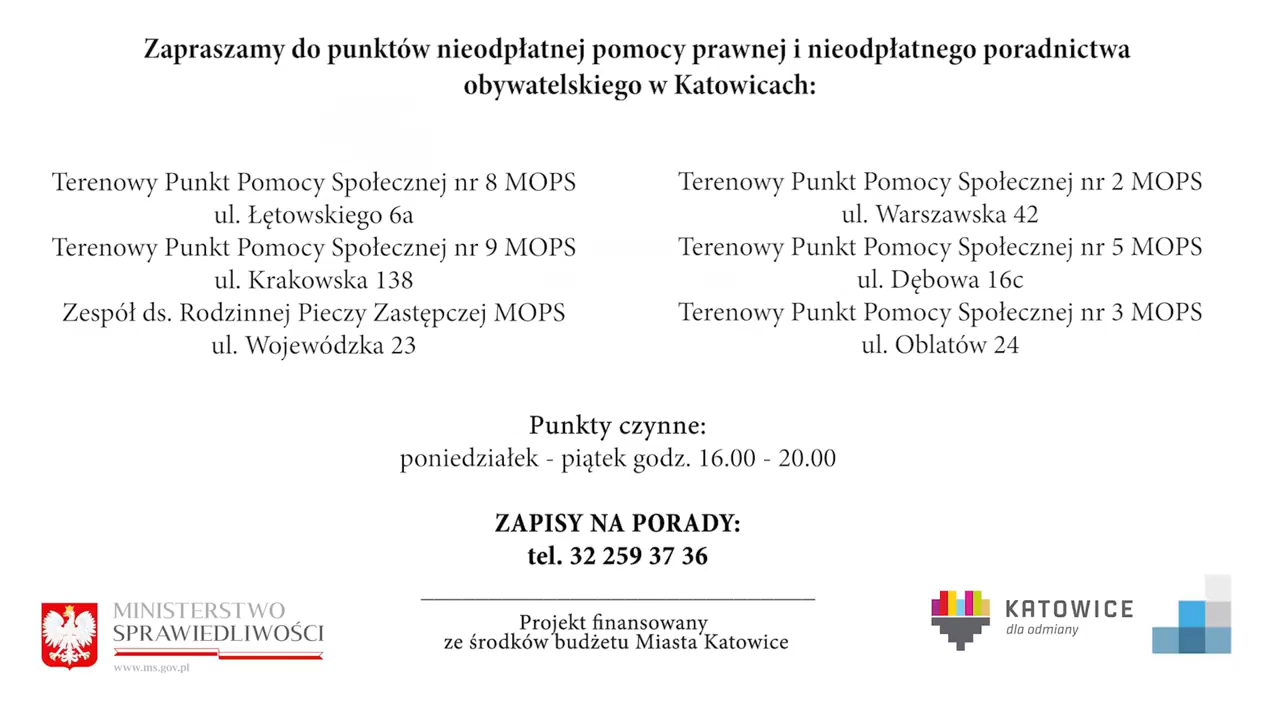 Zapraszamy do punktów nieodpłatnej pomocy prawnej i nieodpłatnego poradnictwa
obywatelskiego w Katowicach:
Terenowy Punkt Pomocy Społecznej nr 8 MOPS
ul. Łętowskiego 6a
Terenowy Punkt Pomocy Społecznej nr 9 MOPS
ul. Krakowska 138
Zespół ds. Rodzinnej Pieczy Zastępczej MOPS
ul. Wojewódzka 23
Terenowy Punkt Pomocy Społecznej nr 2 MOPS
ul. Warszawska 42
Terenowy Punkt Pomocy Społecznej nr 5 MOPS
ul. Dębowa 16c
Terenowy Punkt Pomocy Społecznej nr 3 MOPS
ul. Oblatów 24
Punkty czynne:
poniedziałek - piątek godz. 16.00 - 20.00
ZAPISY NA PORADY:
tel. 32 259 37 36
Projekt finansowany
ze środków budżetu Miasta Katowice
MINISTERSTWO
SPRAWIEDLIWOŚCI
www.ms.gov.pl
KATOWICE
dla odmiany